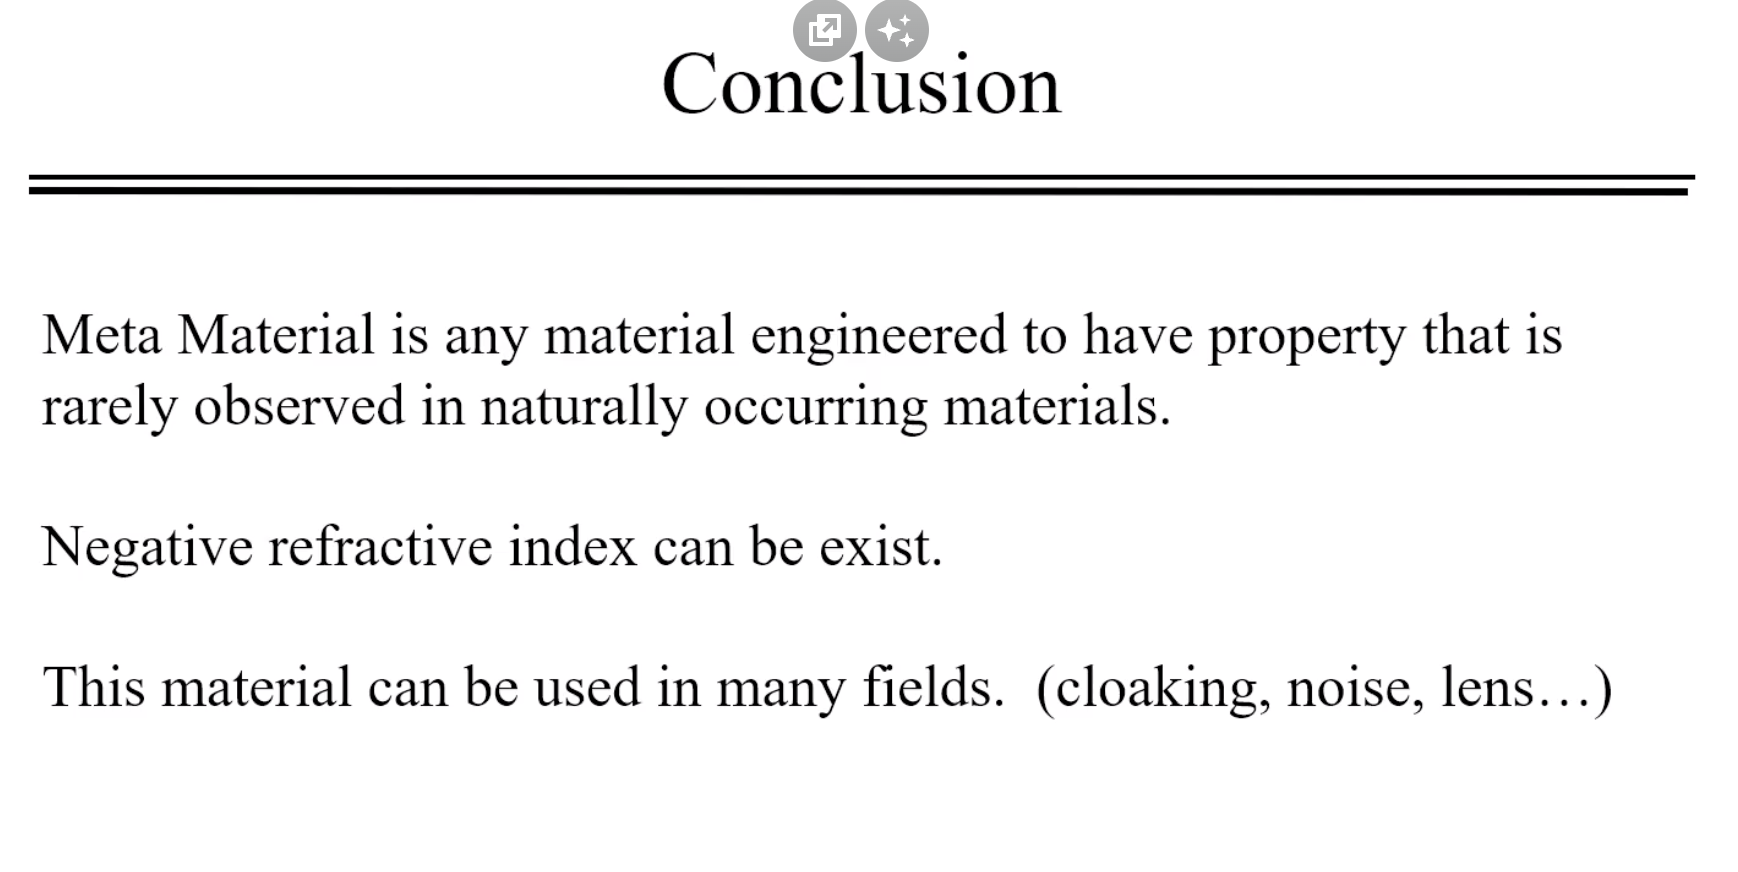 Conclusion
Meta Material is any material engineered to have property that is
rarely observed in naturally occurring materials.
Negative refractive index can be exist.
This material can be used in many fields.  (cloaking, noise, lens…)